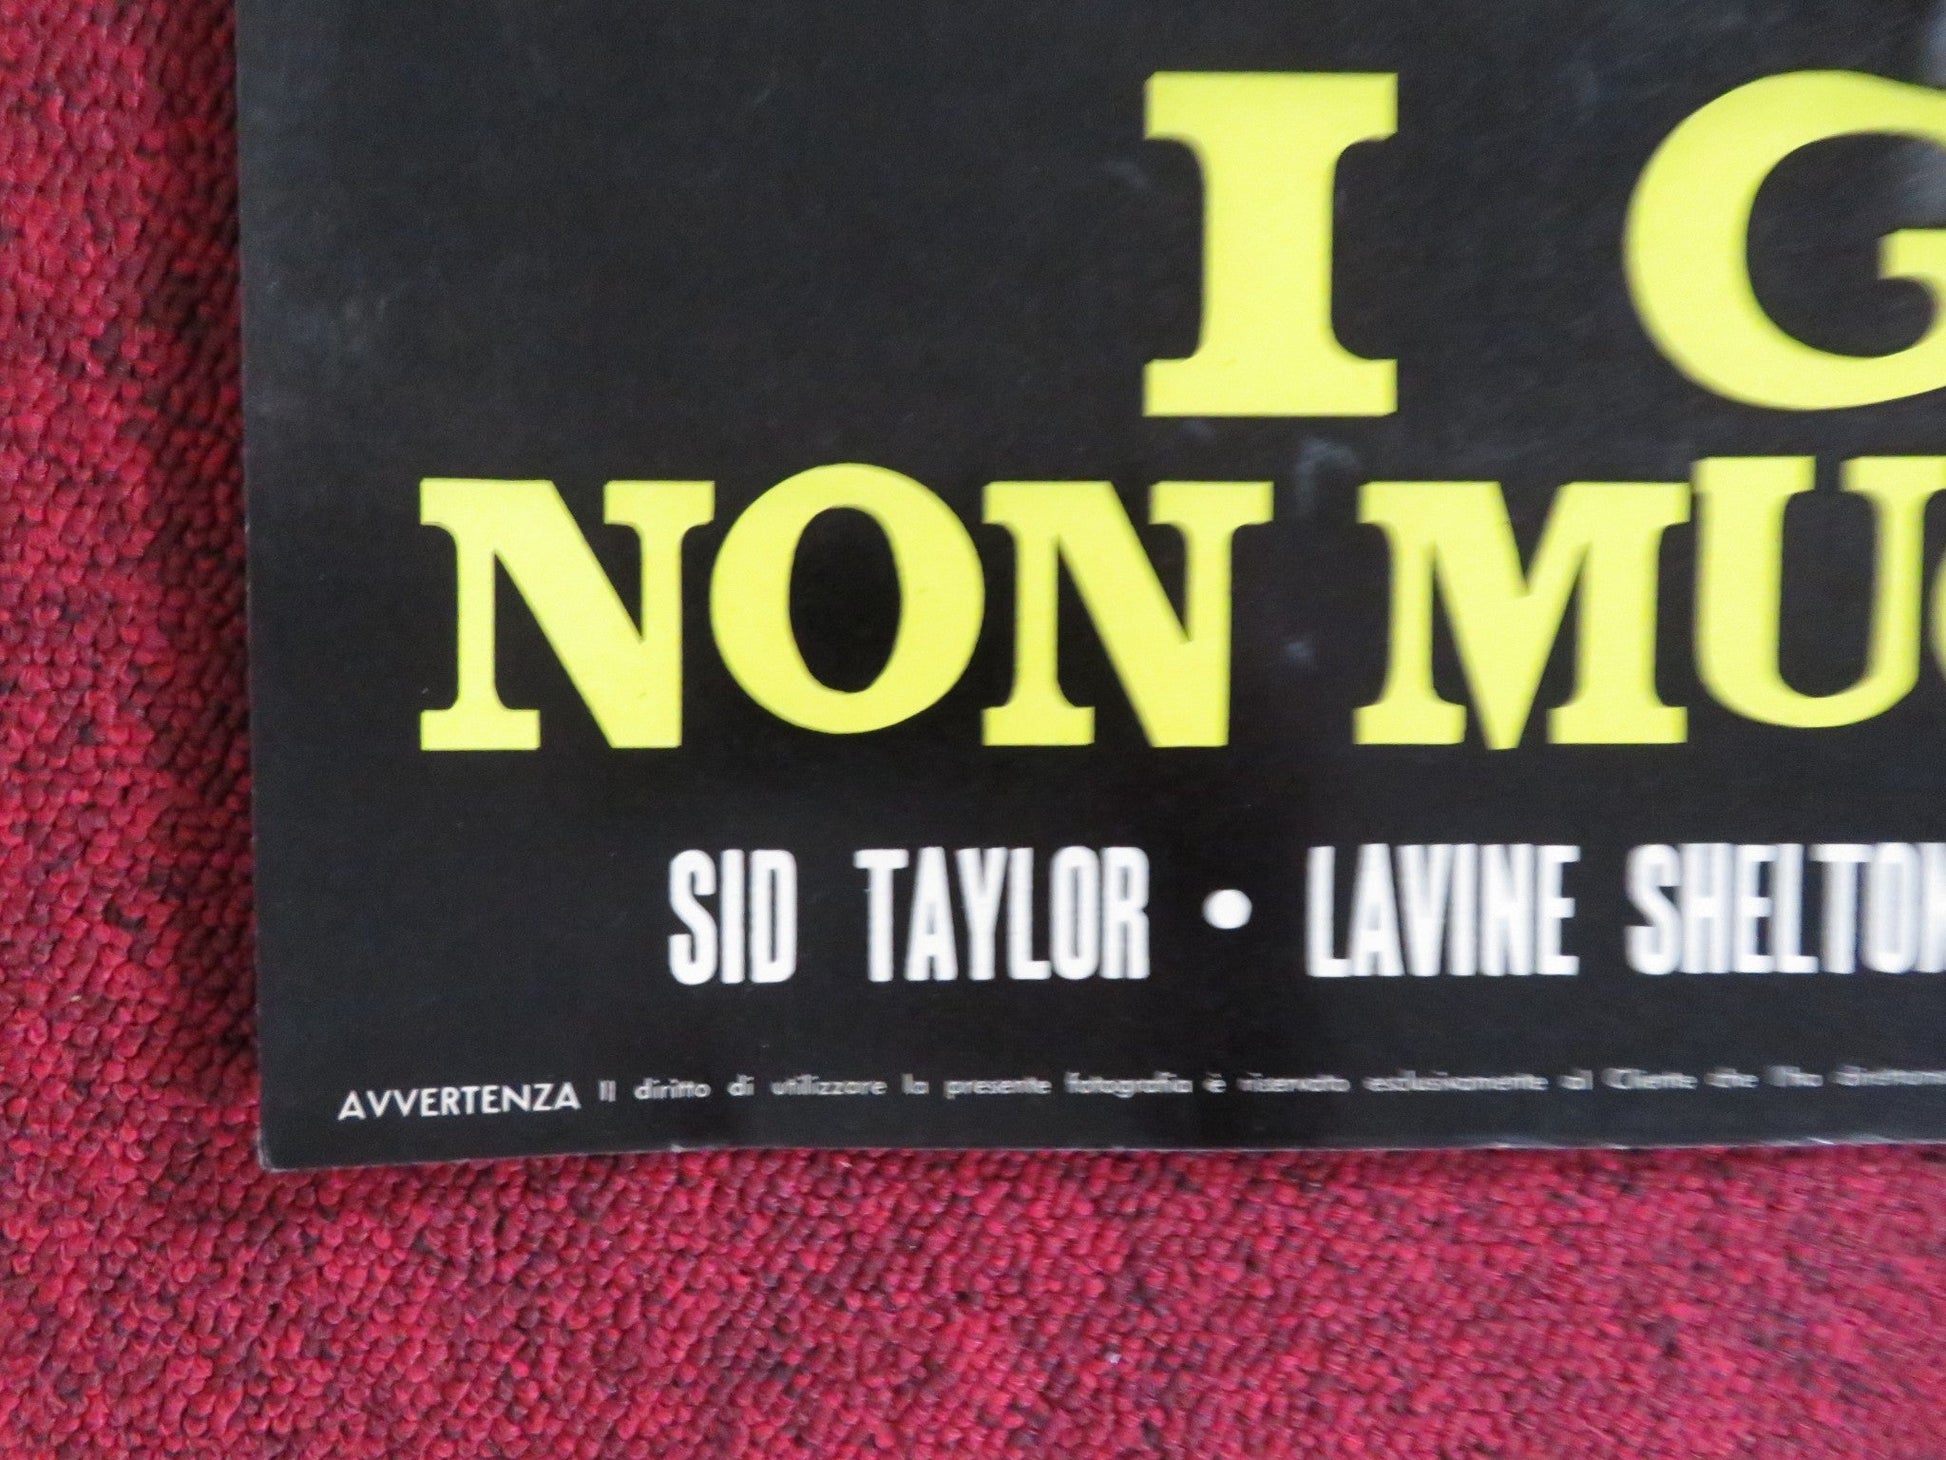 I G
NON MU
SID TAYLOR • LAVINE SHELTON
AVVERTENZA Il diritto di utilizzare la presente fotografia è riservato esclusivamente al Cliente che l'ha